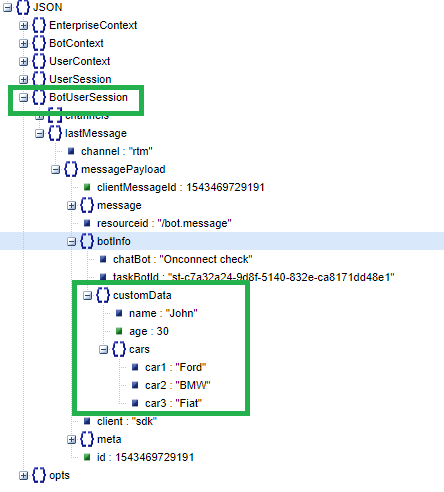 JSON
EnterpriseContext
BotContext
UserContext
UserSession
BotUserSession
channels
lastMessage
channel : "rtm"
messagePayload
clientMessageId : 1543469729191
message
resourceid : "/bot.message"
botInfo
chatBot : "Onconnect check"
taskBotId : "st-c7a32a24-9d8f-5140-832e-ca8171dd48e1"
customData
name : "John"
age : 30
cars
car1 : "Ford"
car2 : "BMW"
car3 : "Fiat"
client : "sdk"
meta
id : 1543469729191
opts